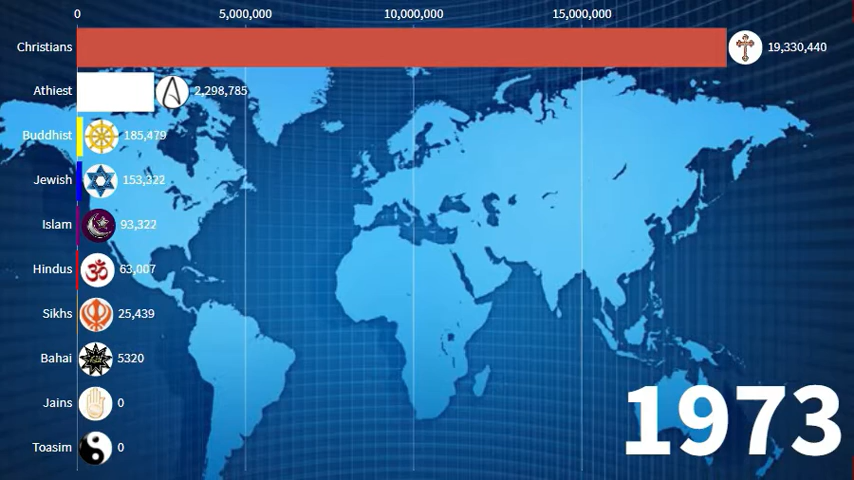 0 5,000,000 10,000,000 15,000,000
Christians 19,330,440
Athiest 2,298,785
Buddhist 185,479
Jewish 153,322
Islam 93,322
Hindus 63,007
Sikhs 25,439
Bahai 5320
Jains 0
Toasim 0
1973